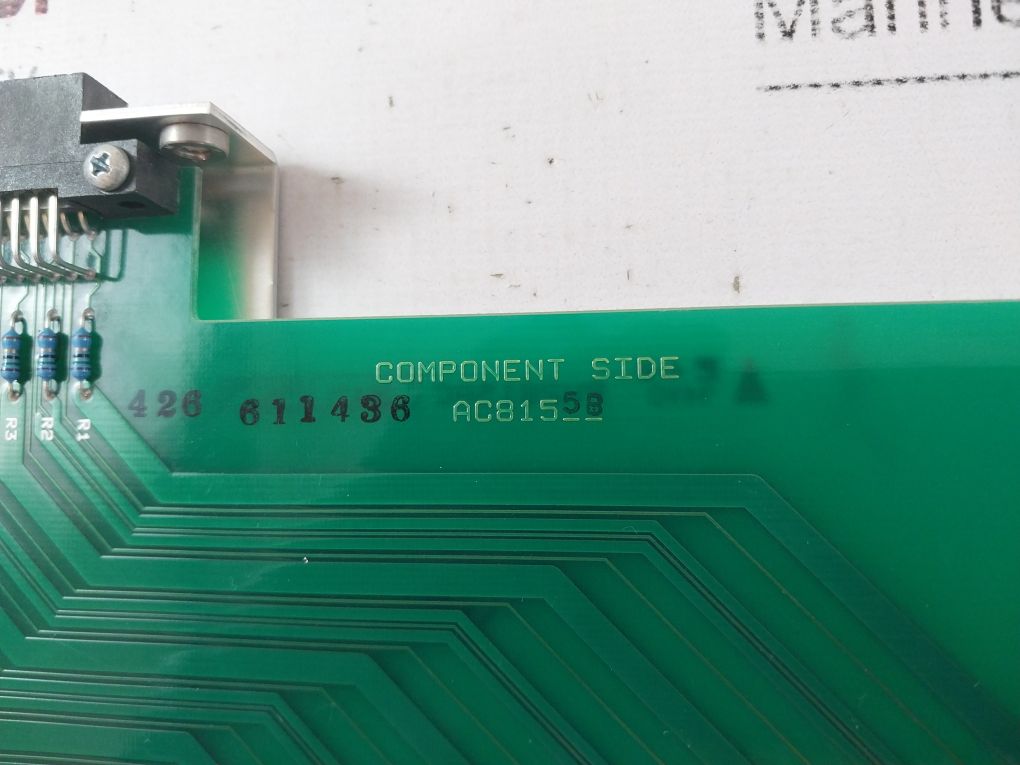 COMPONENT SIDE
426 611436 AC8155B
R3
R2
R1